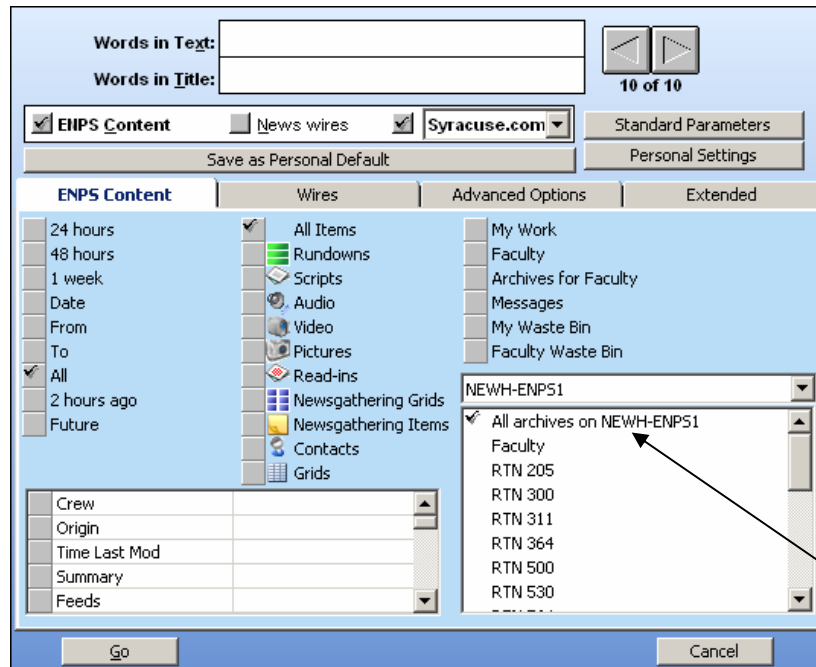 Words in Text:
Words in Title:
10 of 10
ENPS Content News wires Syracuse.com
Standard Parameters
Save as Personal Default
Personal Settings
ENPS Content Wires Advanced Options Extended
24 hours
48 hours
1 week
Date
From
To
All
2 hours ago
Future
All Items
Rundowns
Scripts
Audio
Video
Pictures
Read-ins
Newsgathering Grids
Newsgathering Items
Contacts
Grids
My Work
Faculty
Archives for Faculty
Messages
My Waste Bin
Faculty Waste Bin
NEWH-ENPS1
All archives on NEWH-ENPS1
Faculty
RTN 205
RTN 300
RTN 311
RTN 364
RTN 500
RTN 530
Crew
Origin
Time Last Mod
Summary
Feeds
Go
Cancel